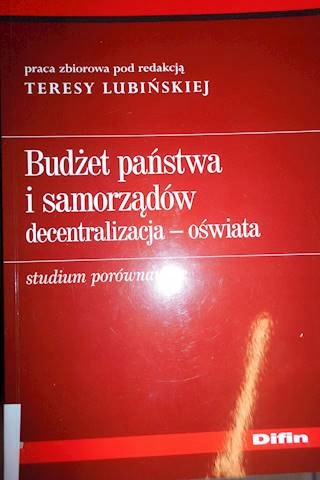 praca zbiorowa pod redakcją
TERESY LUBIŃSKIEJ
Budżet państwa
i samorządów
decentralizacja – oświata
studium
Difin